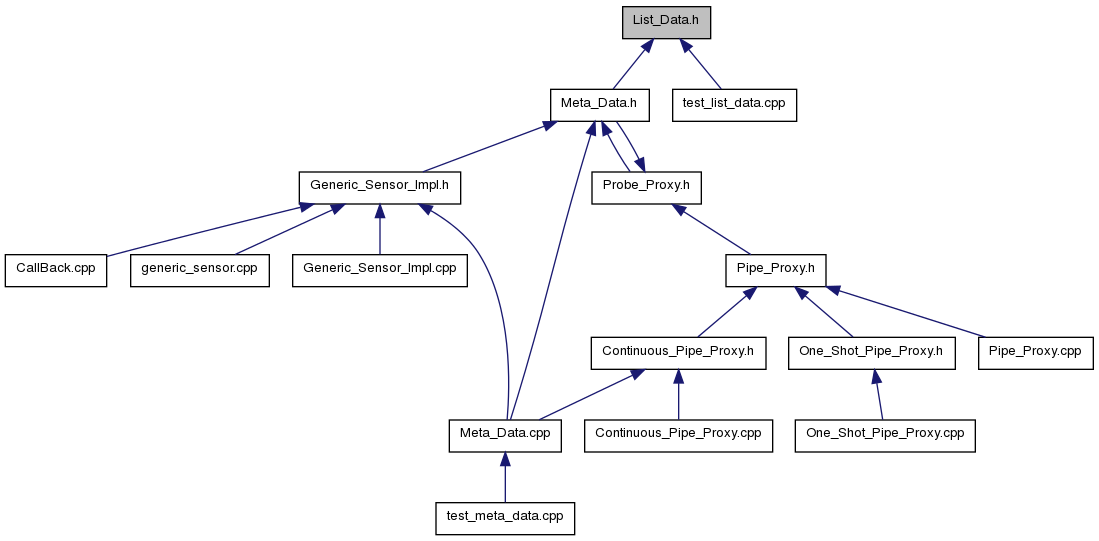 List_Data.h
Meta_Data.h
test_list_data.cpp
Generic_Sensor_Impl.h
Probe_Proxy.h
CallBack.cpp
generic_sensor.cpp
Generic_Sensor_Impl.cpp
Pipe_Proxy.h
Continuous_Pipe_Proxy.h
One_Shot_Pipe_Proxy.h
Pipe_Proxy.cpp
Meta_Data.cpp
Continuous_Pipe_Proxy.cpp
One_Shot_Pipe_Proxy.cpp
test_meta_data.cpp